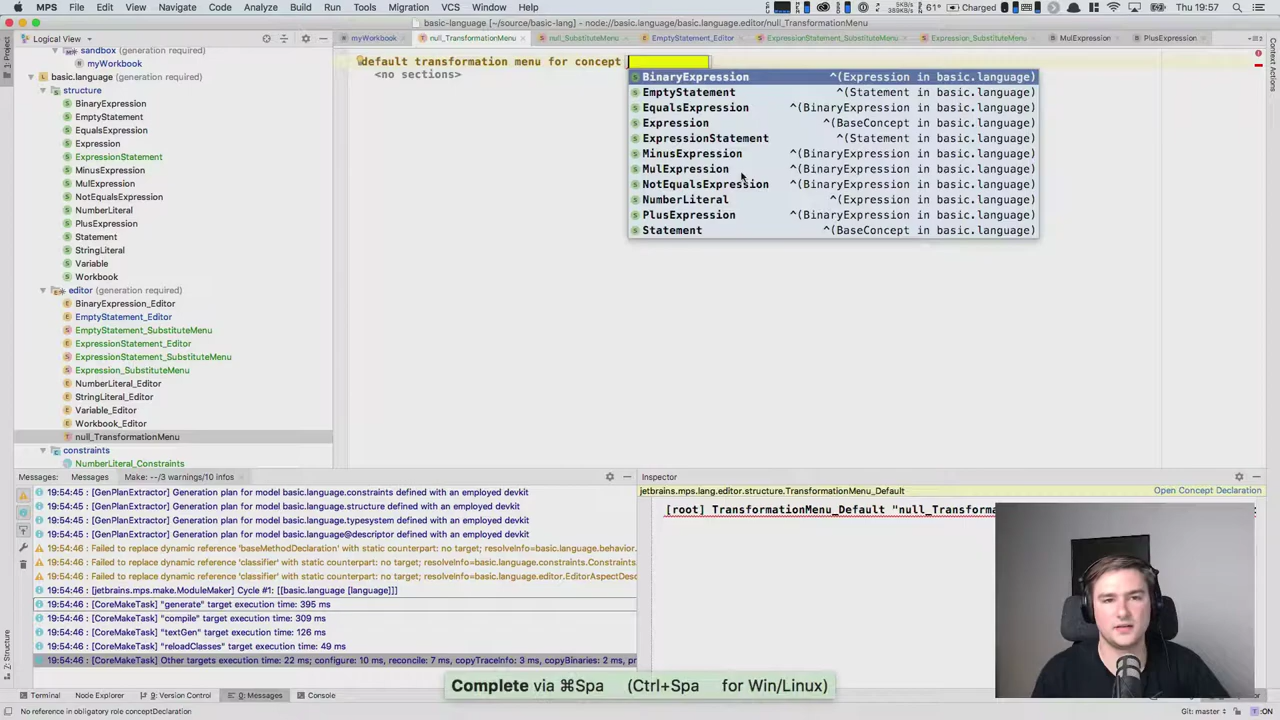 MPS File Edit View Navigate Code Analyze Build Run Tools Migration VCS Window Help 61° Charged Thu 19:57
basic-language [~/source/basic-lang] - node://basic.language/basic.language.editor/null_TransformationMenu
Logical View
myWorkbook null_TransformationMenu null_SubstituteMenu EmptyStatement_Editor ExpressionStatement_SubstituteMenu Expression_SubstituteMenu MulExpression PlusExpression
1: Project
Context Actions
sandbox (generation required)
myWorkbook
basic.language (generation required)
structure
BinaryExpression
EmptyStatement
EqualsExpression
Expression
ExpressionStatement
MinusExpression
MulExpression
NotEqualsExpression
NumberLiteral
PlusExpression
Statement
StringLiteral
Variable
Workbook
editor (generation required)
BinaryExpression_Editor
EmptyStatement_Editor
EmptyStatement_SubstituteMenu
ExpressionStatement_Editor
ExpressionStatement_SubstituteMenu
Expression_SubstituteMenu
NumberLiteral_Editor
StringLiteral_Editor
Variable_Editor
Workbook_Editor
null_TransformationMenu
constraints
NumberLiteral_Constraints
default transformation menu for concept
<no sections>
BinaryExpression ^(Expression in basic.language)
EmptyStatement ^(Statement in basic.language)
EqualsExpression ^(BinaryExpression in basic.language)
Expression ^(BaseConcept in basic.language)
ExpressionStatement ^(Statement in basic.language)
MinusExpression ^(BinaryExpression in basic.language)
MulExpression ^(BinaryExpression in basic.language)
NotEqualsExpression ^(BinaryExpression in basic.language)
NumberLiteral ^(Expression in basic.language)
PlusExpression ^(BinaryExpression in basic.language)
Statement ^(BaseConcept in basic.language)
Messages: Messages Make: --/3 warnings/10 infos
19:54:45 : [GenPlanExtractor] Generation plan for model basic.language.constraints defined with an employed devkit
19:54:45 : [GenPlanExtractor] Generation plan for model basic.language.structure defined with an employed devkit
19:54:45 : [GenPlanExtractor] Generation plan for model basic.language.typesystem defined with an employed devkit
19:54:45 : [GenPlanExtractor] Generation plan for model basic.language@descriptor defined with an employed devkit
19:54:46 : Failed to replace dynamic reference 'baseMethodDeclaration' with static counterpart: no target; resolveInfo=basic.language.behavior.
19:54:46 : Failed to replace dynamic reference 'classifier' with static counterpart: no target; resolveInfo=basic.language.constraints.Constraints.
19:54:46 : Failed to replace dynamic reference 'classifier' with static counterpart: no target; resolveInfo=basic.language.editor.EditorAspectDesc
19:54:46 : [jetbrains.mps.make.ModuleMaker] Cycle #1: [[basic.language [language]]]
19:54:46 : [CoreMakeTask] "generate" target execution time: 395 ms
19:54:46 : [CoreMakeTask] "compile" target execution time: 309 ms
19:54:46 : [CoreMakeTask] "textGen" target execution time: 126 ms
19:54:46 : [CoreMakeTask] "reloadClasses" target execution time: 49 ms
19:54:46 : [CoreMakeTask] Other targets execution time: 22 ms; configure: 10 ms, reconcile: 7 ms, copyTraceInfo: 3 ms, copyBinaries: 2 ms, pr
Inspector
jetbrains.mps.lang.editor.structure.TransformationMenu_Default Open Concept Declaration
[root] TransformationMenu_Default "null_Transforma
Complete via ⌘Spa (Ctrl+Spa for Win/Linux)
Z: Structure
Terminal Node Explorer 9: Version Control 0: Messages Console
No reference in obligatory role conceptDeclaration Git: master T:ON